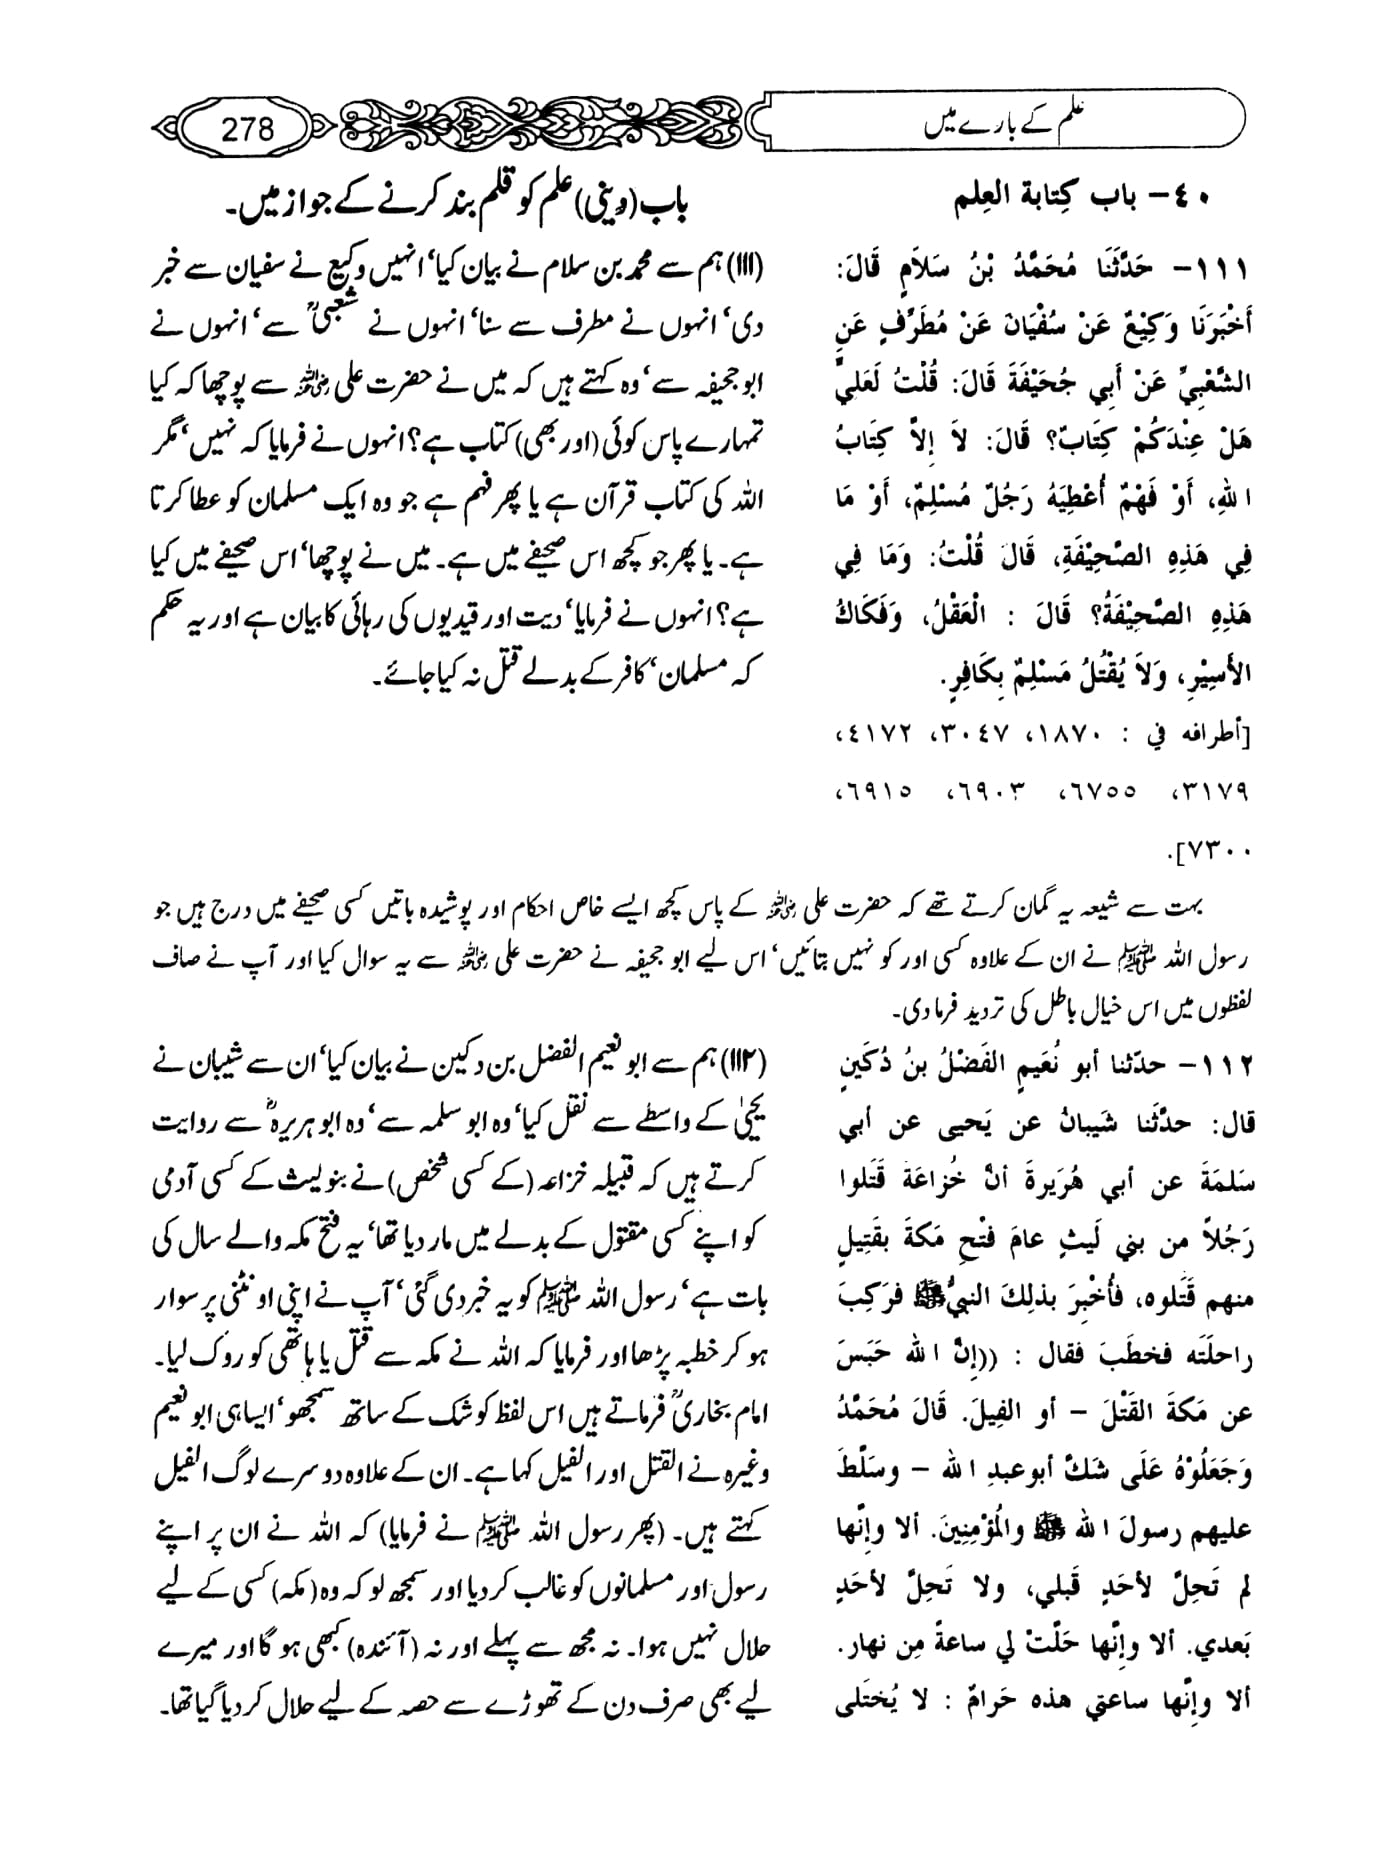 علم کے بارے میں
278
٤٠- باب كِتابة العِلم
١١١- حَدَّثَنَا مُحَمَّدُ بْنُ سَلاَمٍ قَالَ:
أَخْبَرَنَا وَكِيْعٌ عَنْ سُفْيَانَ عَنْ مُطَرِّفٍ عَنِ
الشَّعْبِيِّ عَنْ أَبِي جُحَيْفَةَ قَالَ: قُلْتُ لَعَلِيٍّ
هَلْ عِنْدَكُمْ كِتَابٌ؟ قَالَ: لاَ إِلاَّ كِتَابُ
اللهِ، أَوْ فَهْمٌ أُعْطِيَهُ رَجُلٌ مُسْلِمٌ، أَوْ مَا
فِي هَذِهِ الصَّحِيْفَةِ، قَالَ قُلْتُ: وَمَا فِي
هَذِهِ الصَّحِيْفَةُ؟ قَالَ : الْعَقْلُ، وَفَكَاكُ
الأَسِيْرِ، وَلاَ يُقْتُلُ مَسْلِمٌ بِكَافِرٍ.
[أطرافه في : ١٨٧٠، ٣٠٤٧، ٤١٧٢،
٣١٧٩، ٦٧٥٥، ٦٩٠٣، ٦٩١٥،
٧٣٠٠].
باب (دینی) علم کو قلم بند کرنے کے جواز میں۔
(۱۱۱) ہم سے محمد بن سلام نے بیان کیا‘ انہیں وکیع نے سفیان سے خبر
دی‘ انہوں نے مطرف سے سنا‘ انہوں نے شعبیؒ سے‘ انہوں نے
ابو جحیفہ سے‘ وہ کہتے ہیں کہ میں نے حضرت علی رضی اللہ عنہ سے پوچھا کہ کیا
تمہارے پاس کوئی (اور بھی) کتاب ہے؟ انہوں نے فرمایا کہ نہیں‘ مگر
اللہ کی کتاب قرآن ہے یا پھر فہم ہے جو وہ ایک مسلمان کو عطا کرتا
ہے۔ یا پھر جو کچھ اس صحیفے میں ہے۔ میں نے پوچھا‘ اس صحیفے میں کیا
ہے؟ انہوں نے فرمایا‘ دیت اور قیدیوں کی رہائی کا بیان ہے اور یہ حکم
کہ مسلمان‘ کافر کے بدلے قتل نہ کیا جائے۔
بہت سے شیعہ یہ گمان کرتے تھے کہ حضرت علی رضی اللہ عنہ کے پاس کچھ ایسے خاص احکام اور پوشیدہ باتیں کسی صحیفے میں درج ہیں جو
رسول اللہ ﷺ نے ان کے علاوہ کسی اور کو نہیں بتائیں‘ اس لیے ابو جحیفہ نے حضرت علی رضی اللہ عنہ سے یہ سوال کیا اور آپ نے صاف
لفظوں میں اس خیال باطل کی تردید فرما دی۔
١١٢- حدّثنا أبو نُعَيمٍ الفَضْلُ بنُ دُكَينٍ
قال: حدَّثَنا شَيبانُ عن يَحيى عن أبي
سَلمَةَ عن أبي هُرَيرةَ أنَّ خُزاعَةَ قَتَلوا
رَجُلاً من بني لَيثٍ عامَ فتْحِ مَكةَ بقَتِيلٍ
منهم قَتَلوه، فأُخْبِرَ بذلِكَ النبيُّ ﷺ فرَكِبَ
راحلَتَه فخطَبَ فقال : ((إنَّ الله حَبَسَ
عن مَكةَ القَتْلَ - أو الفِيلَ. قَالَ مُحَمَّدُ
وَجَعَلُوْهُ عَلَى شَكٍّ أبوعبدِ الله - وسَلَّطَ
عليهم رسولَ الله ﷺ والمُؤمِنِينَ. ألا وإنَّها
لم تَحِلَّ لأحَدٍ قَبلي، ولا تَحِلَّ لأحَدٍ
بَعدي. ألا وإنَّها حَلَّتْ لي ساعةً مِن نهار.
ألا وإنَّها ساعتي هذه حَرامٌ : لا يُختَلى
(۱۱۲) ہم سے ابو نعیم الفضل بن دکین نے بیان کیا‘ ان سے شیبان نے
یحییٰ کے واسطے سے نقل کیا‘ وہ ابو سلمہ سے‘ وہ ابو ہریرہؓ سے روایت
کرتے ہیں کہ قبیلہ خزاعہ (کے کسی شخص) نے بنو لیث کے کسی آدمی
کو اپنے کسی مقتول کے بدلے میں مار دیا تھا‘ یہ فتح مکہ والے سال کی
بات ہے‘ رسول اللہ ﷺ کو یہ خبر دی گئی‘ آپ نے اپنی اونٹنی پر سوار
ہو کر خطبہ پڑھا اور فرمایا کہ اللہ نے مکہ سے قتل یا ہاتھی کو روک لیا۔
امام بخاریؒ فرماتے ہیں اس لفظ کو شک کے ساتھ سمجھو‘ ایسا ہی ابو نعیم
وغیرہ نے القتل اور الفیل کہا ہے۔ ان کے علاوہ دوسرے لوگ الفیل
کہتے ہیں۔ (پھر رسول اللہ ﷺ نے فرمایا) کہ اللہ نے ان پر اپنے
رسول اور مسلمانوں کو غالب کر دیا اور سمجھ لو کہ وہ (مکہ) کسی کے لیے
حلال نہیں ہوا۔ نہ مجھ سے پہلے اور نہ (آئندہ) کبھی ہو گا اور میرے
لیے بھی صرف دن کے تھوڑے سے حصہ کے لیے حلال کر دیا گیا تھا۔